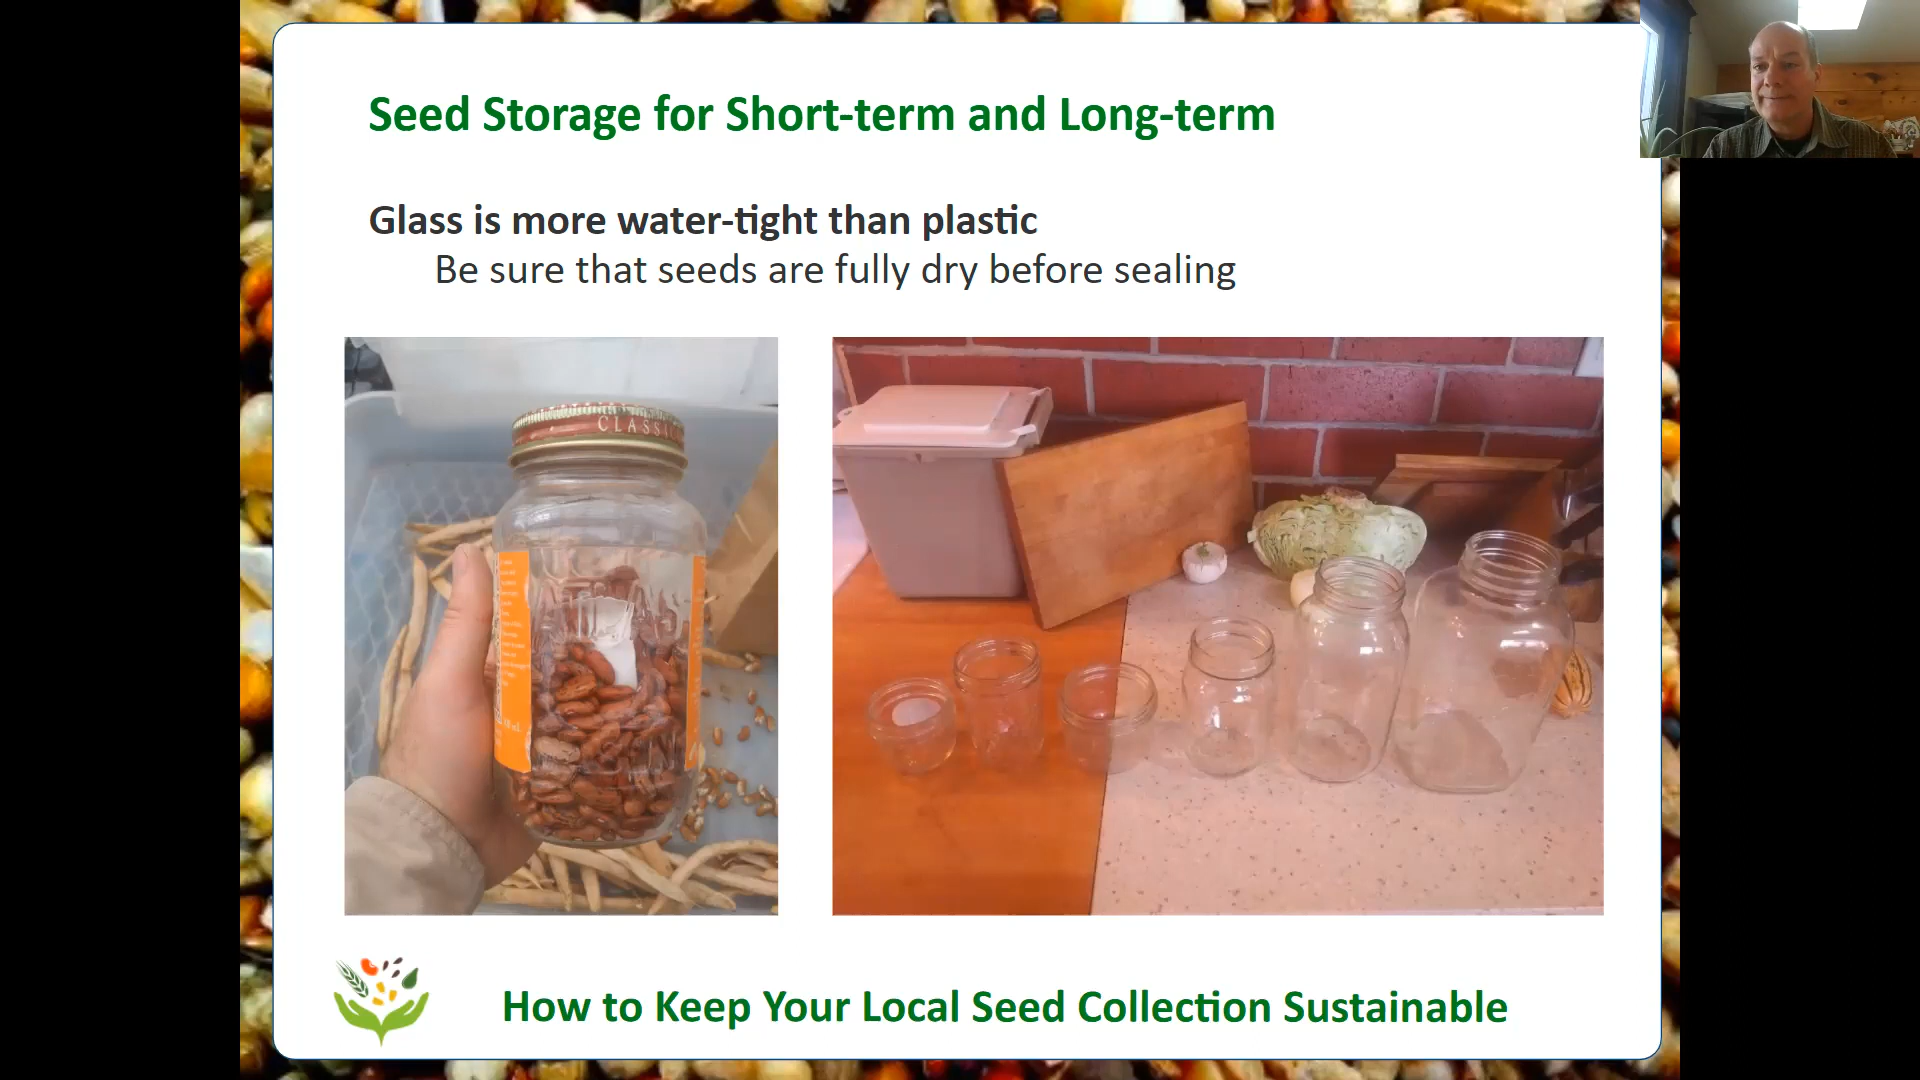 Seed Storage for Short-term and Long-term
Glass is more water-tight than plastic
Be sure that seeds are fully dry before sealing
CLASSIC
How to Keep Your Local Seed Collection Sustainable